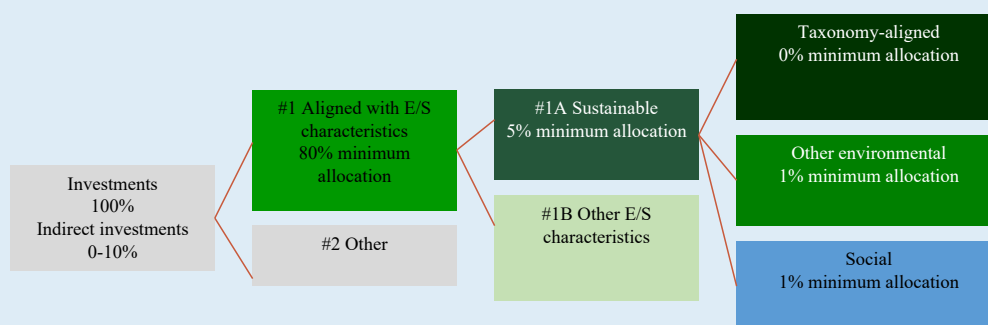 Investments
100%
Indirect investments
0-10%
#1 Aligned with E/S
characteristics
80% minimum
allocation
#2 Other
#1A Sustainable
5% minimum allocation
#1B Other E/S
characteristics
Taxonomy-aligned
0% minimum allocation
Other environmental
1% minimum allocation
Social
1% minimum allocation